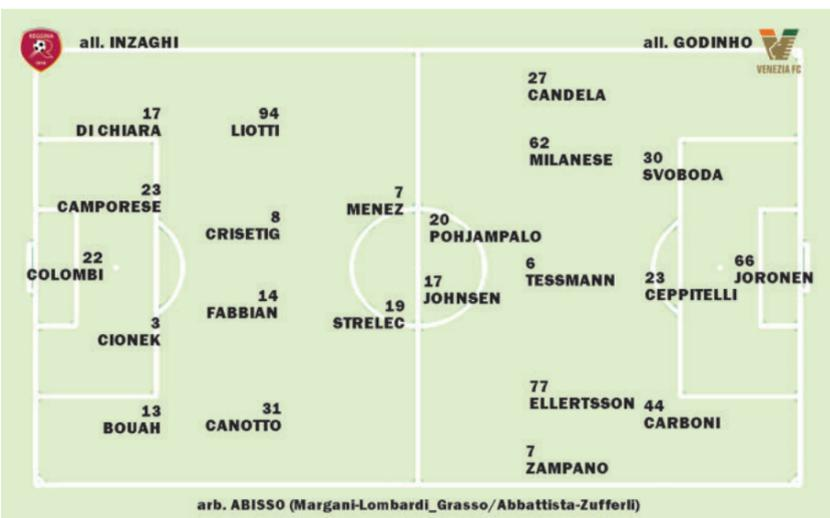 REGGINA
all. INZAGHI
all. GODINHO
VENEZIA FC
17
DI CHIARA
94
LIOTTI
23
CAMPORESE
8
CRISETIG
7
MENEZ
22
COLOMBI
14
FABBIAN
19
STRELEC
3
CIONEK
13
BOUAH
31
CANOTTO
27
CANDELA
62
MILANESE
30
SVOBODA
20
POHJAMPALO
6
TESSMANN
66
JORONEN
17
JOHNSEN
23
CEPPITELLI
77
ELLERTSSON
44
CARBONI
7
ZAMPANO
arb. ABISSO (Margani-Lombardi_Grasso/Abbattista-Zufferli)